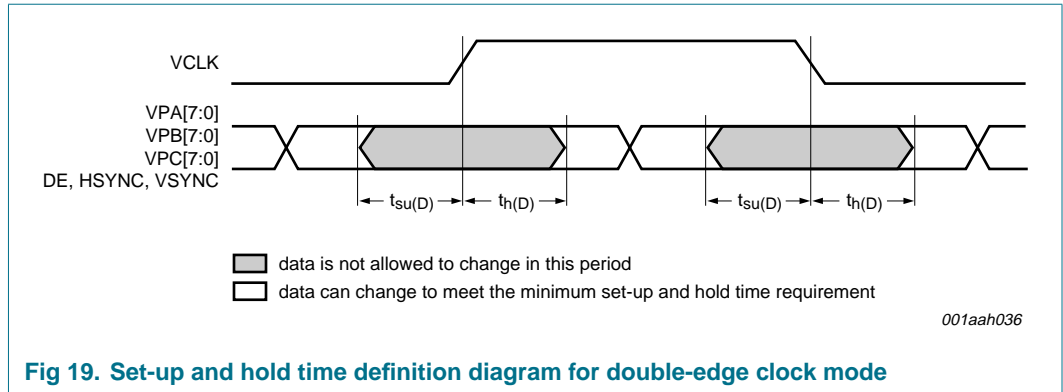 VCLK
VPA[7:0]
VPB[7:0]
VPC[7:0]
DE, HSYNC, VSYNC
tsu(D) th(D) tsu(D) th(D)
data is not allowed to change in this period
data can change to meet the minimum set-up and hold time requirement
001aah036
Fig 19. Set-up and hold time definition diagram for double-edge clock mode